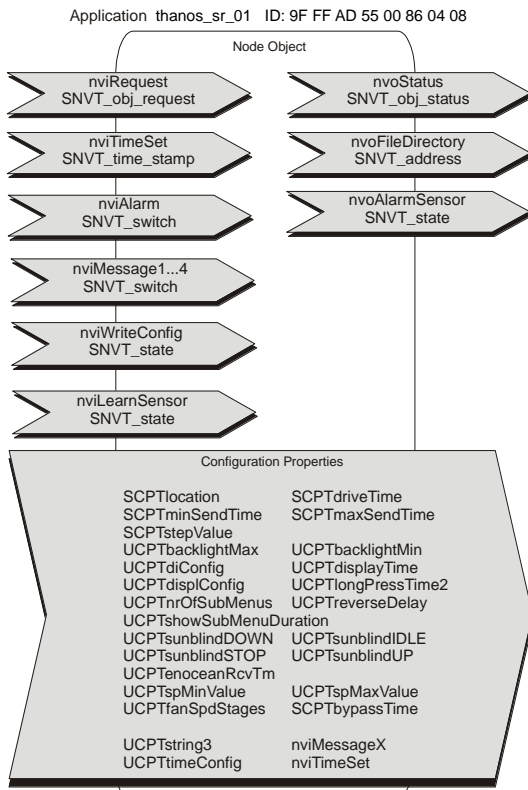 Application thanos_sr_01 ID: 9F FF AD 55 00 86 04 08
Node Object
nviRequest
SNVT_obj_request
nvoStatus
SNVT_obj_status
nviTimeSet
SNVT_time_stamp
nvoFileDirectory
SNVT_address
nviAlarm
SNVT_switch
nvoAlarmSensor
SNVT_state
nviMessage1...4
SNVT_switch
nviWriteConfig
SNVT_state
nviLearnSensor
SNVT_state
Configuration Properties
SCPTlocation SCPTdriveTime
SCPTminSendTime SCPTmaxSendTime
SCPTstepValue
UCPTbacklightMax UCPTbacklightMin
UCPTdiConfig UCPTdisplayTime
UCPTdisplConfig UCPTlongPressTime2
UCPTnrOfSubMenus UCPTreverseDelay
UCPTshowSubMenuDuration
UCPTsunblindDOWN UCPTsunblindIDLE
UCPTsunblindSTOP UCPTsunblindUP
UCPTenoceanRcvTm
UCPTspMinValue UCPTspMaxValue
UCPTfanSpdStages SCPTbypassTime
UCPTstring3 nviMessageX
UCPTtimeConfig nviTimeSet